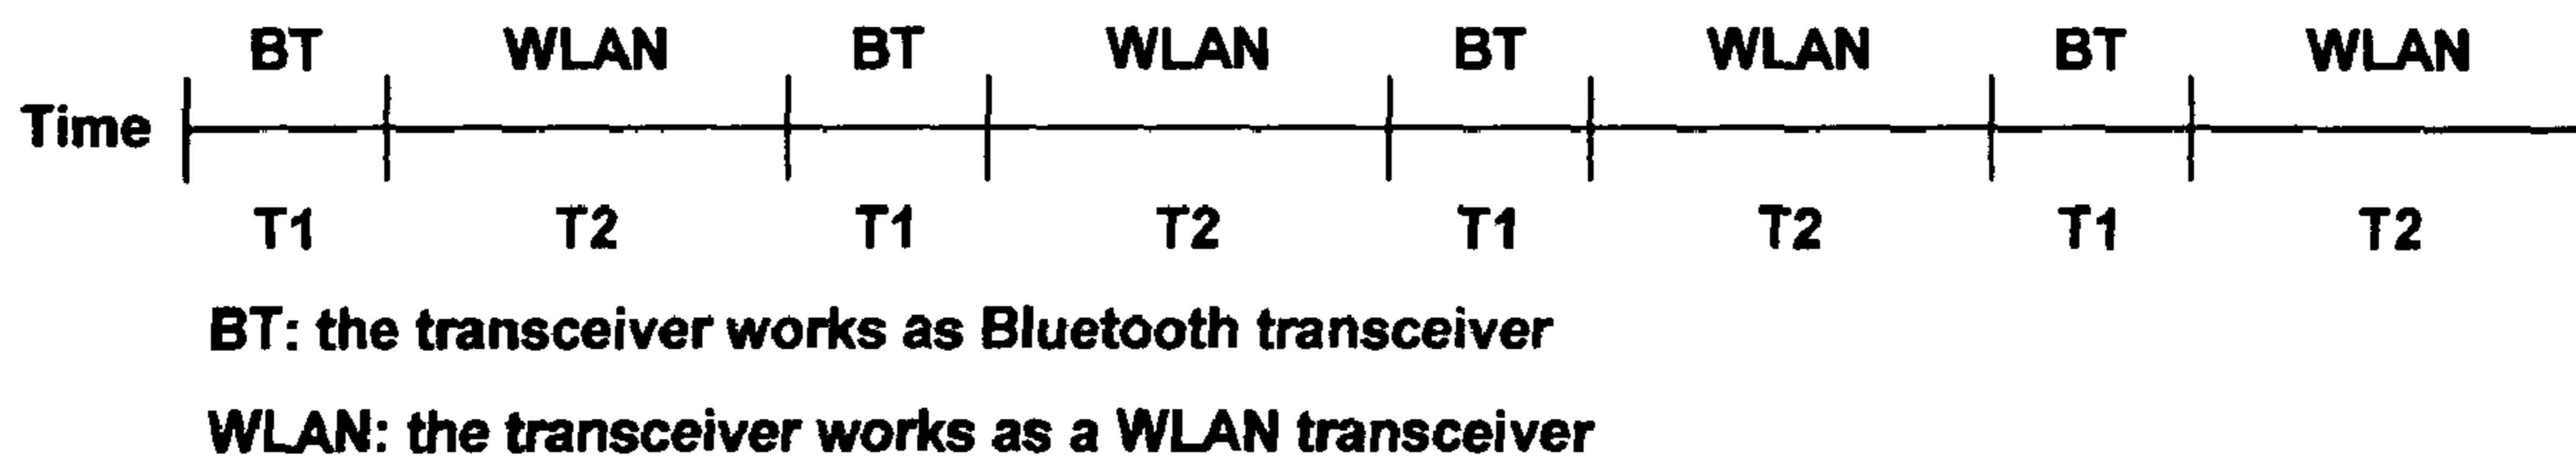 BT WLAN BT WLAN BT WLAN BT WLAN
Time
T1 T2 T1 T2 T1 T2 T1 T2
BT: the transceiver works as Bluetooth transceiver
WLAN: the transceiver works as a WLAN transceiver